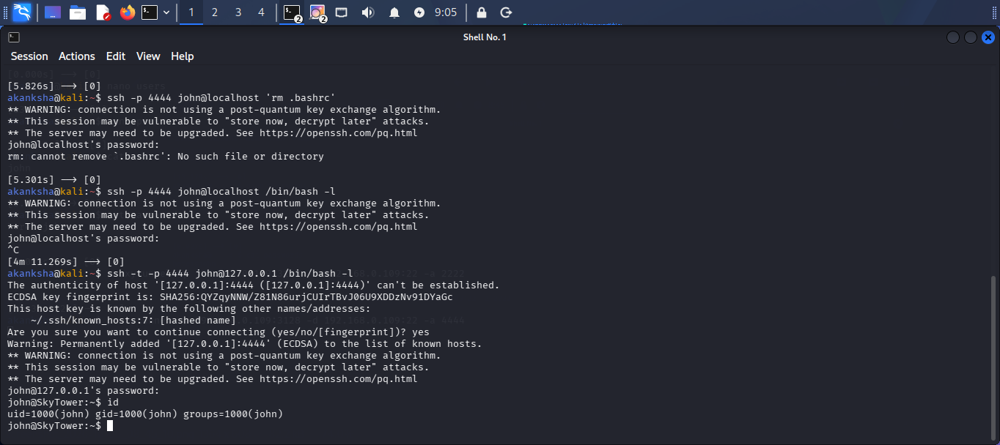 1 2 3 4 2 2 9:05
Shell No. 1
Session Actions Edit View Help
[0.000s] —> [0]
[5.826s] —> [0]
nano users
akanksha@kali:~$ ssh -p 4444 john@localhost 'rm .bashrc'
** WARNING: connection is not using a post-quantum key exchange algorithm.
** This session may be vulnerable to "store now, decrypt later" attacks.
** The server may need to be upgraded. See https://openssh.com/pq.html
john@localhost's password:
rm: cannot remove `.bashrc': No such file or directory
john
[5.301s] —> [0]
akanksha@kali:~$ ssh -p 4444 john@localhost /bin/bash -l
** WARNING: connection is not using a post-quantum key exchange algorithm.
** This session may be vulnerable to "store now, decrypt later" attacks.
** The server may need to be upgraded. See https://openssh.com/pq.html
john@localhost's password:
^C
[4m 11.269s] —> [0]
akanksha@kali:~$ ssh -t -p 4444 john@127.0.0.1 /bin/bash -l
The authenticity of host '[127.0.0.1]:4444 ([127.0.0.1]:4444)' can't be established.
ECDSA key fingerprint is: SHA256:QYZqyNNW/Z81N86urjCUIrTBvJ06U9XDDzNv91DYaGc
This host key is known by the following other names/addresses:
~/.ssh/known_hosts:7: [hashed name]
Are you sure you want to continue connecting (yes/no/[fingerprint])? yes
Warning: Permanently added '[127.0.0.1]:4444' (ECDSA) to the list of known hosts.
** WARNING: connection is not using a post-quantum key exchange algorithm.
** This session may be vulnerable to "store now, decrypt later" attacks.
** The server may need to be upgraded. See https://openssh.com/pq.html
john@127.0.0.1's password:
john@SkyTower:~$ id
uid=1000(john) gid=1000(john) groups=1000(john)
john@SkyTower:~$